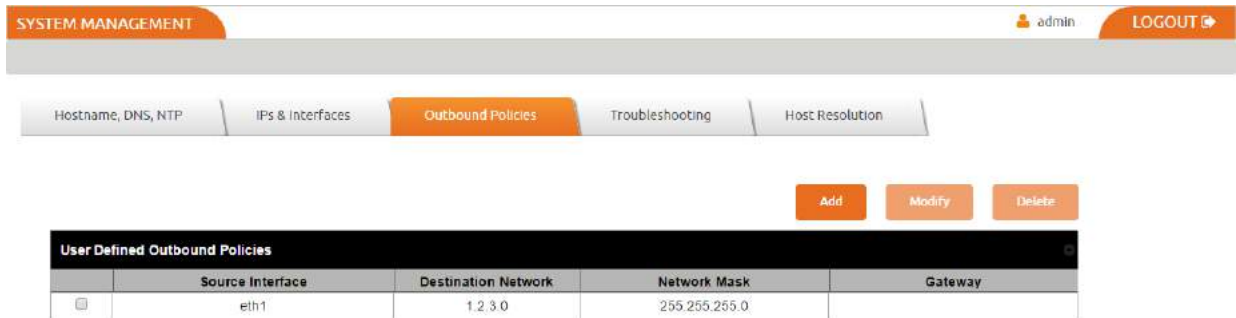 SYSTEM MANAGEMENT admin LOGOUT
Hostname, DNS, NTP IPs & Interfaces Outbound Policies Troubleshooting Host Resolution
Add Modify Delete
User Defined Outbound Policies
Source Interface Destination Network Network Mask Gateway
eth1 1.2.3.0 255.255.255.0